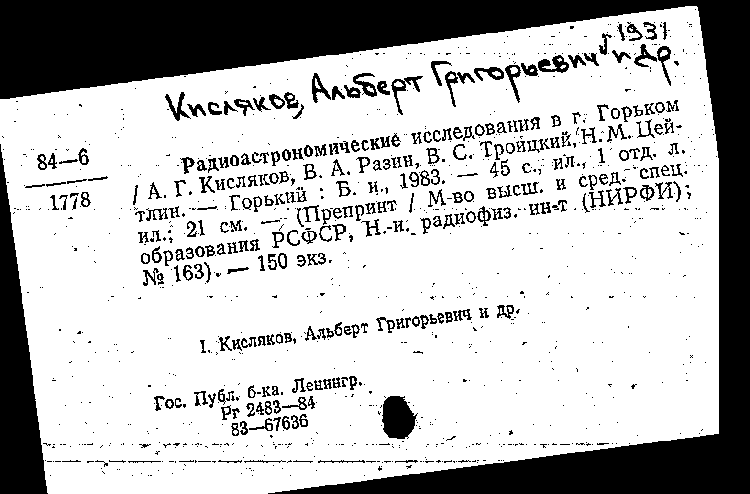 1931
Кисляков, Альберт Григорьевич и др.
84—6
1778
Радиоастрономические исследования в г. Горьком
/ А. Г. Кисляков, В. А. Разин, В. С. Троицкий, Н. М. Цей-
тлин. — Горький : Б. и., 1983. — 45 с., ил., 1 отд. л.
ил.; 21 см. — (Препринт / М-во высш. и сред. спец.
образования РСФСР, Н.-и. радиофиз. ин-т (НИРФИ);
№ 163). — 150 экз.
I. Кисляков, Альберт Григорьевич и др.
Гос. Публ. б-ка. Ленингр.
Рг 2483—84
83—67636